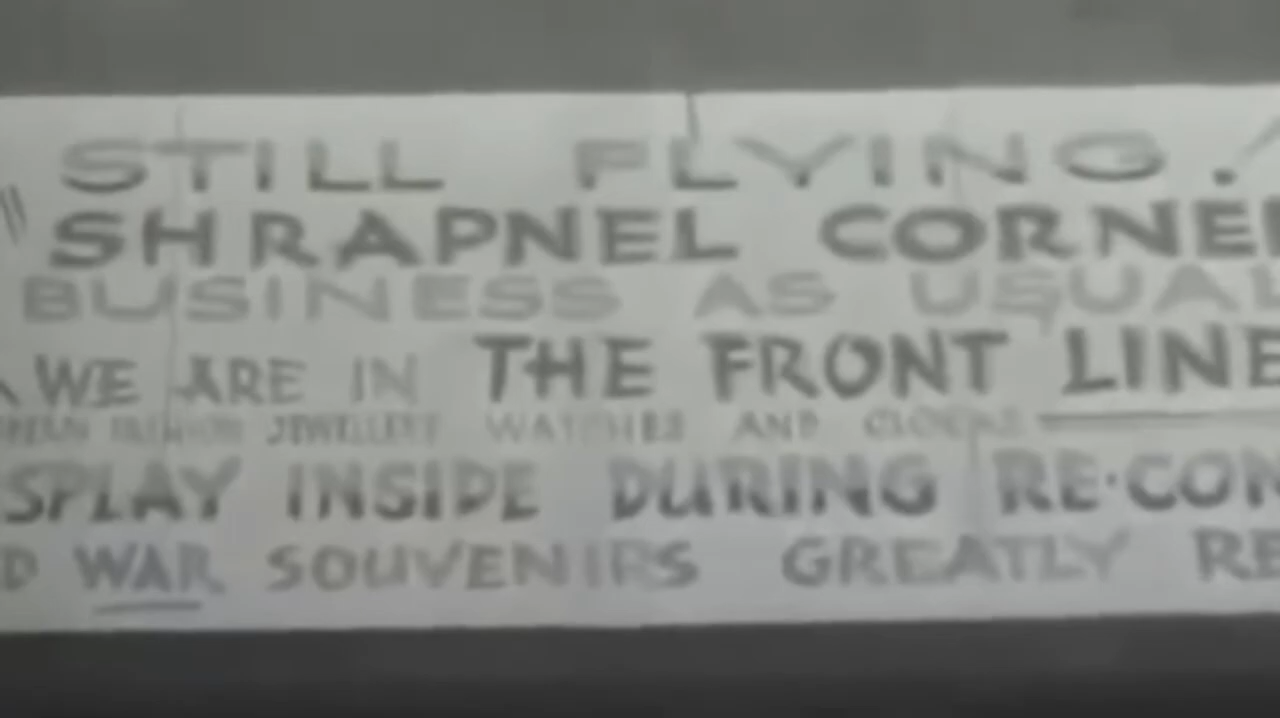 STILL FLYING!
" SHRAPNEL CORNE
BUSINESS AS USUAL
WE ARE IN THE FRONT LINE
JEWELLERY WATCHES AND CLOCKS
SPLAY INSIDE DURING RE-CON
D WAR SOUVENIRS GREATLY RE